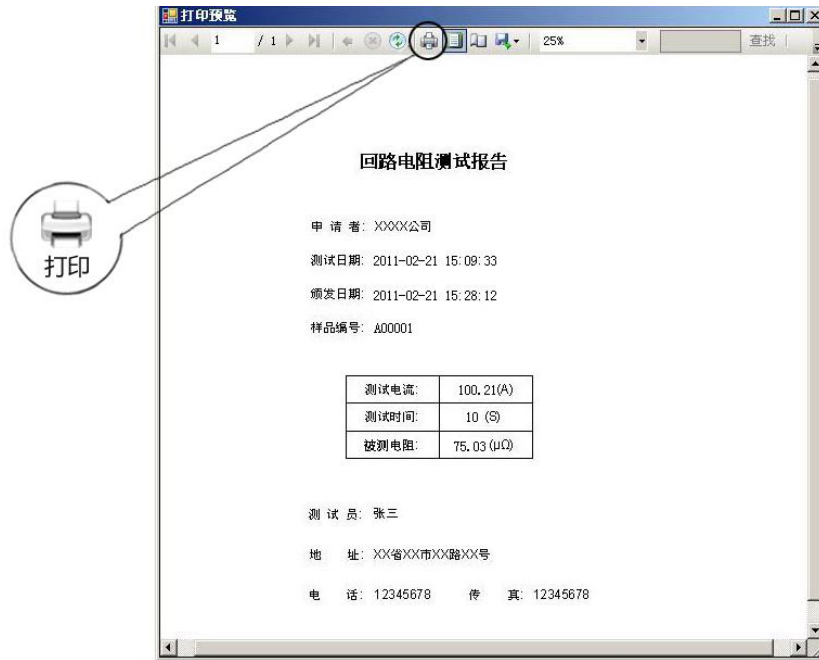 打印预览
1 / 1 25% 查找
回路电阻测试报告
打印
申 请 者: XXXX公司
测试日期: 2011-02-21 15:09:33
颁发日期: 2011-02-21 15:28:12
样品编号: A00001
测试电流: 100.21(A)
测试时间: 10 (S)
被测电阻: 75.03(μΩ)
测 试 员: 张三
地 址: XX省XX市XX路XX号
电 话: 12345678 传 真: 12345678